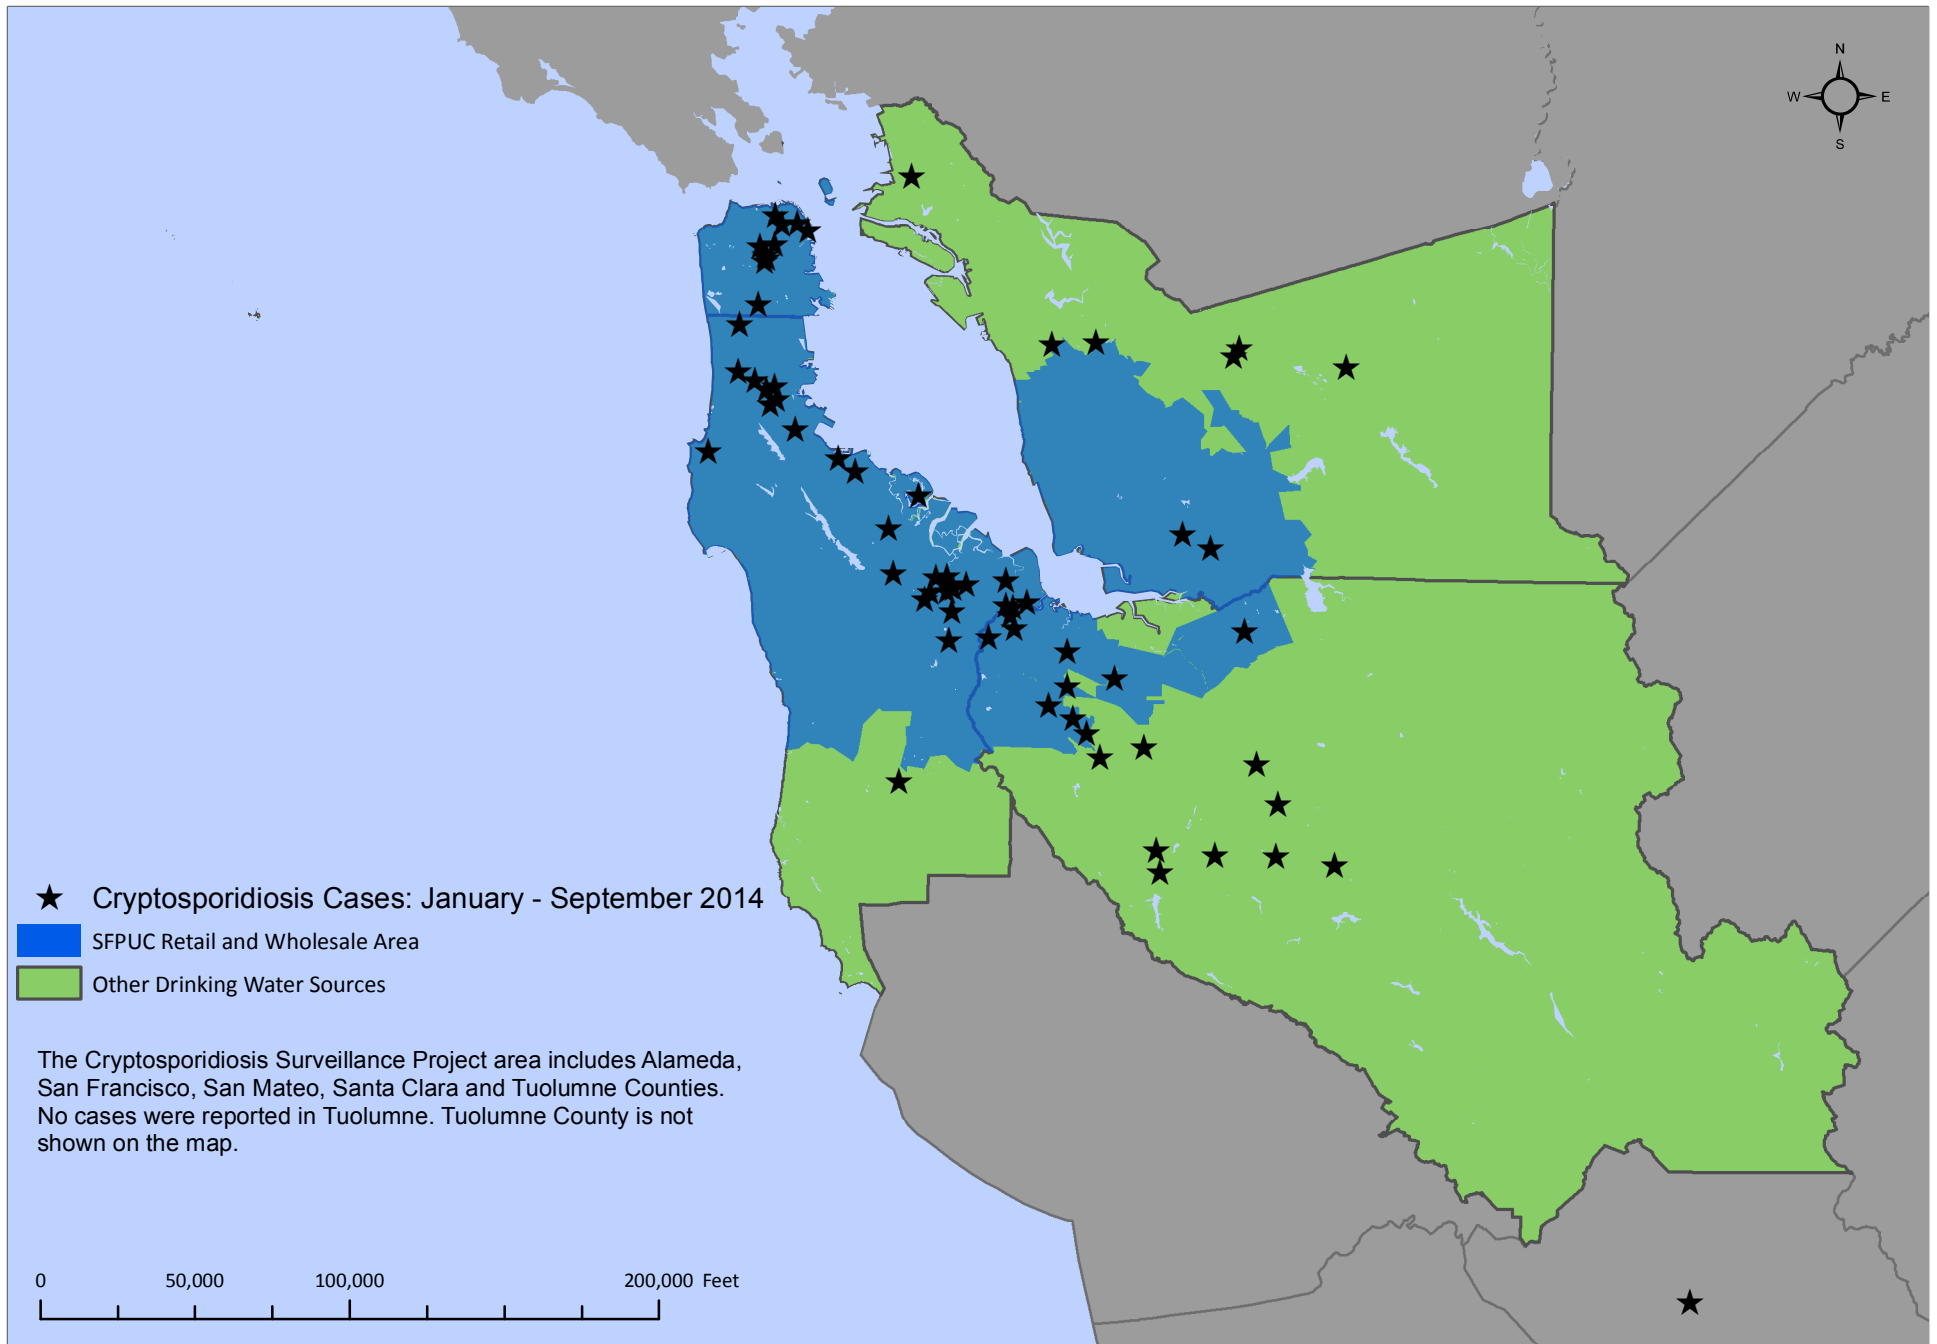 N
W E
S
Cryptosporidiosis Cases: January - September 2014
SFPUC Retail and Wholesale Area
Other Drinking Water Sources
The Cryptosporidiosis Surveillance Project area includes Alameda,
San Francisco, San Mateo, Santa Clara and Tuolumne Counties.
No cases were reported in Tuolumne. Tuolumne County is not
shown on the map.
0 50,000 100,000 200,000 Feet